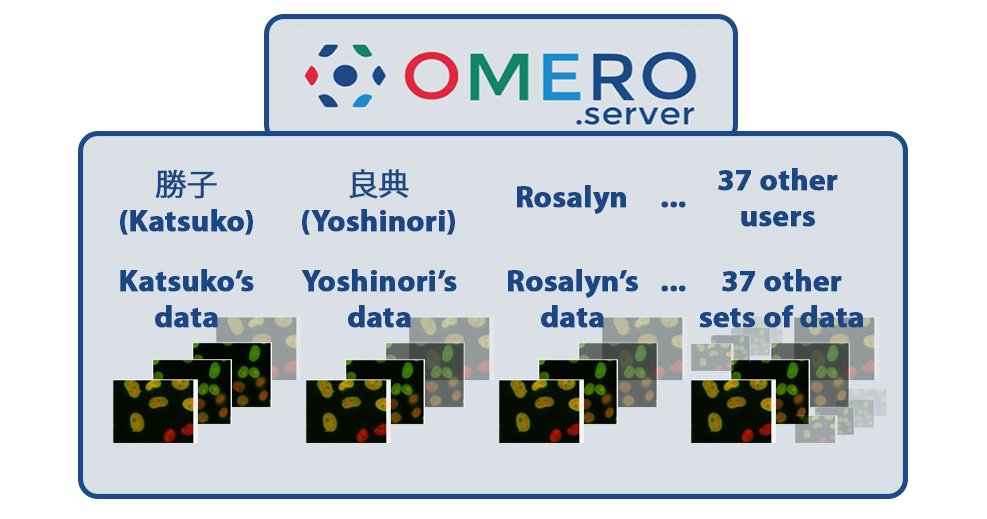 OMERO
.server
勝子
(Katsuko)
良典
(Yoshinori)
Rosalyn
...
37 other
users
Katsuko's
data
Yoshinori's
data
Rosalyn's
data
...
37 other
sets of data